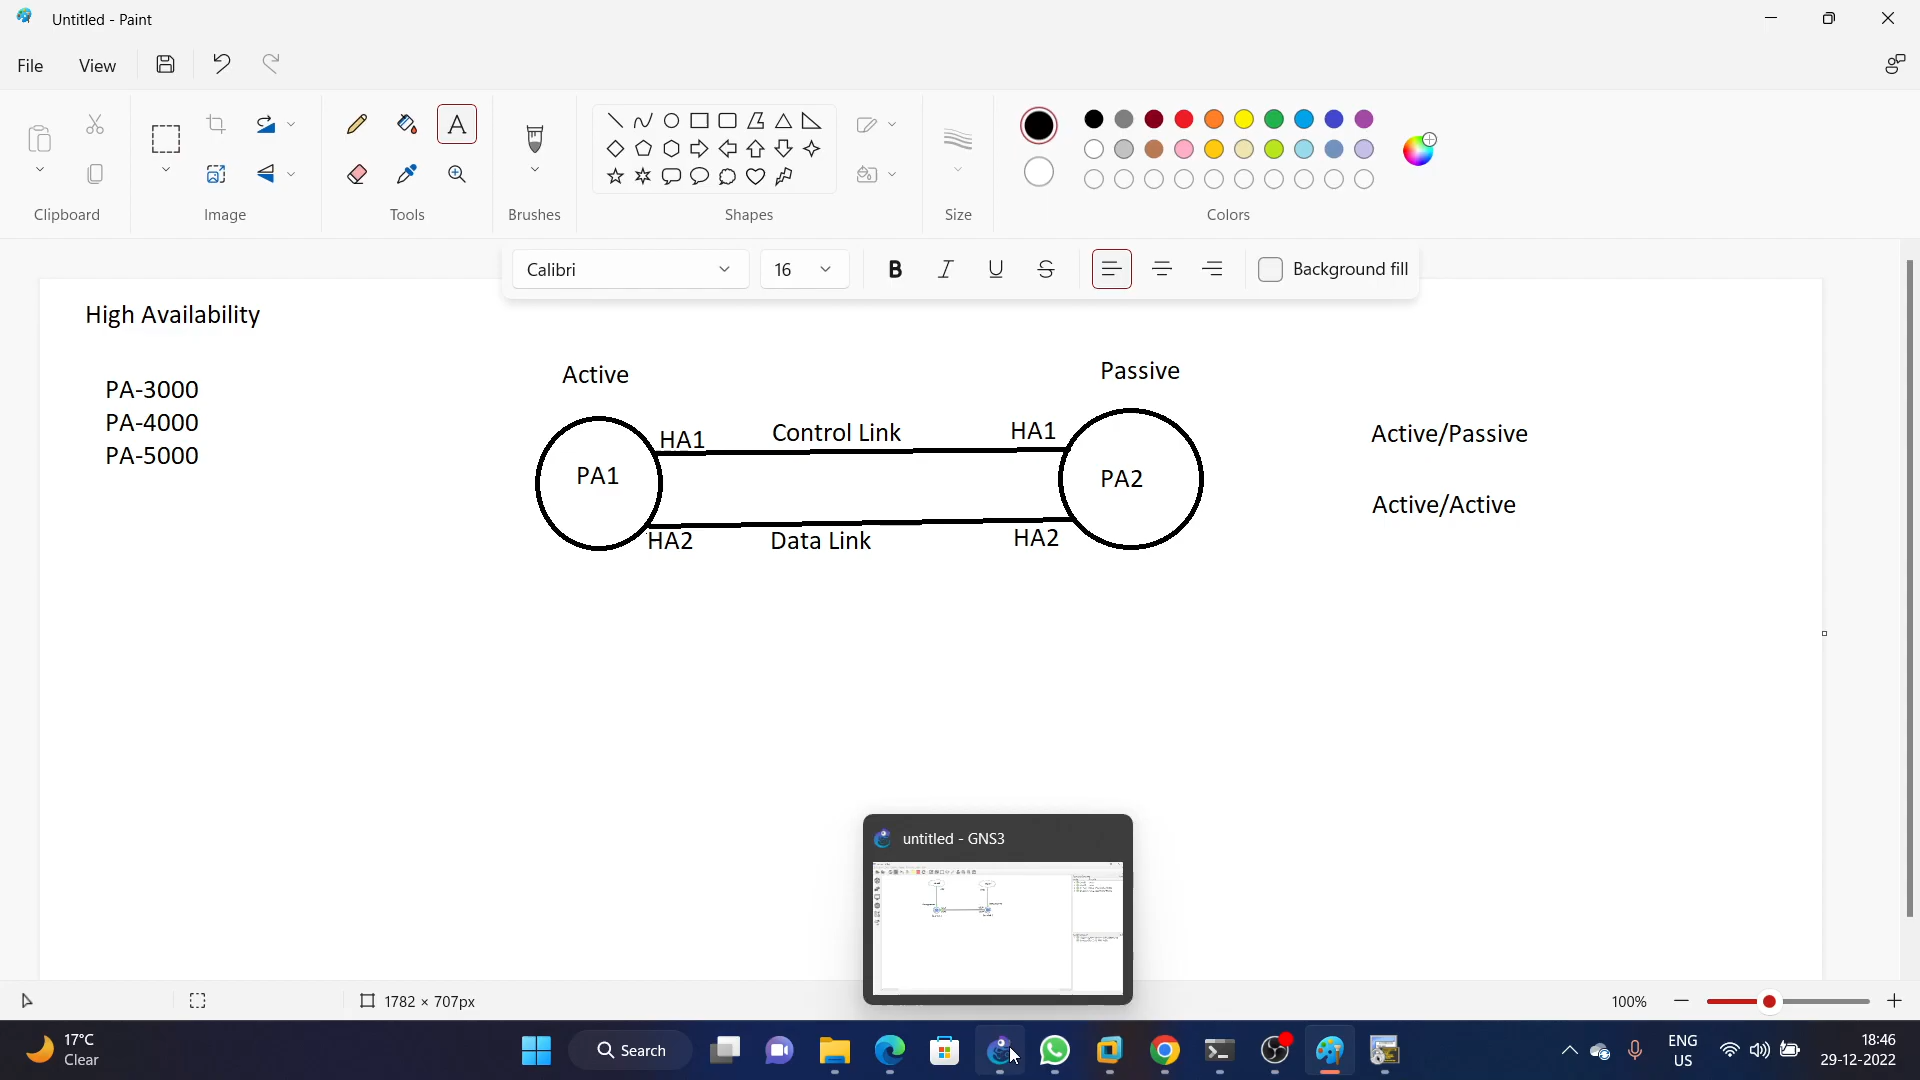 Untitled - Paint
File
View
Clipboard
Image
Tools
Brushes
Shapes
Size
Colors
Calibri
16
B
I
U
S
Background fill
High Availability
PA-3000
PA-4000
PA-5000
Active
Passive
HA1
Control Link
HA1
PA1
PA2
HA2
Data Link
HA2
Active/Passive
Active/Active
untitled - GNS3
1782 × 707px
100%
17°C
Clear
Search
ENG
US
18:46
29-12-2022